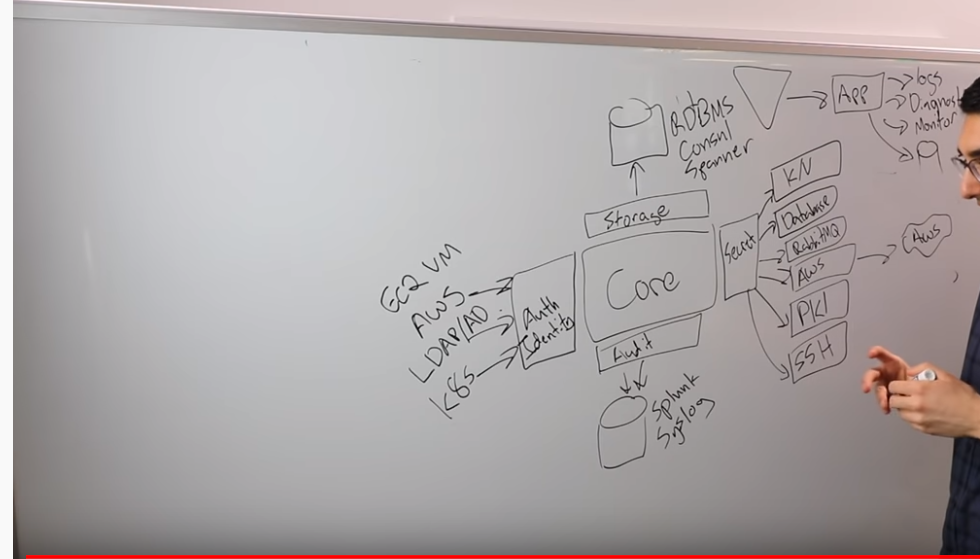 logs
App
Diagnost
Monitor
RDBMS
Consul
Spanner
KV
Storage
Database
Secret
RabbitMQ
AWS
AWS
EC2 VM
AWS
LDAP/AD
K8s
Auth
Identity
Core
PKI
SSH
Audit
Splunk
Syslog